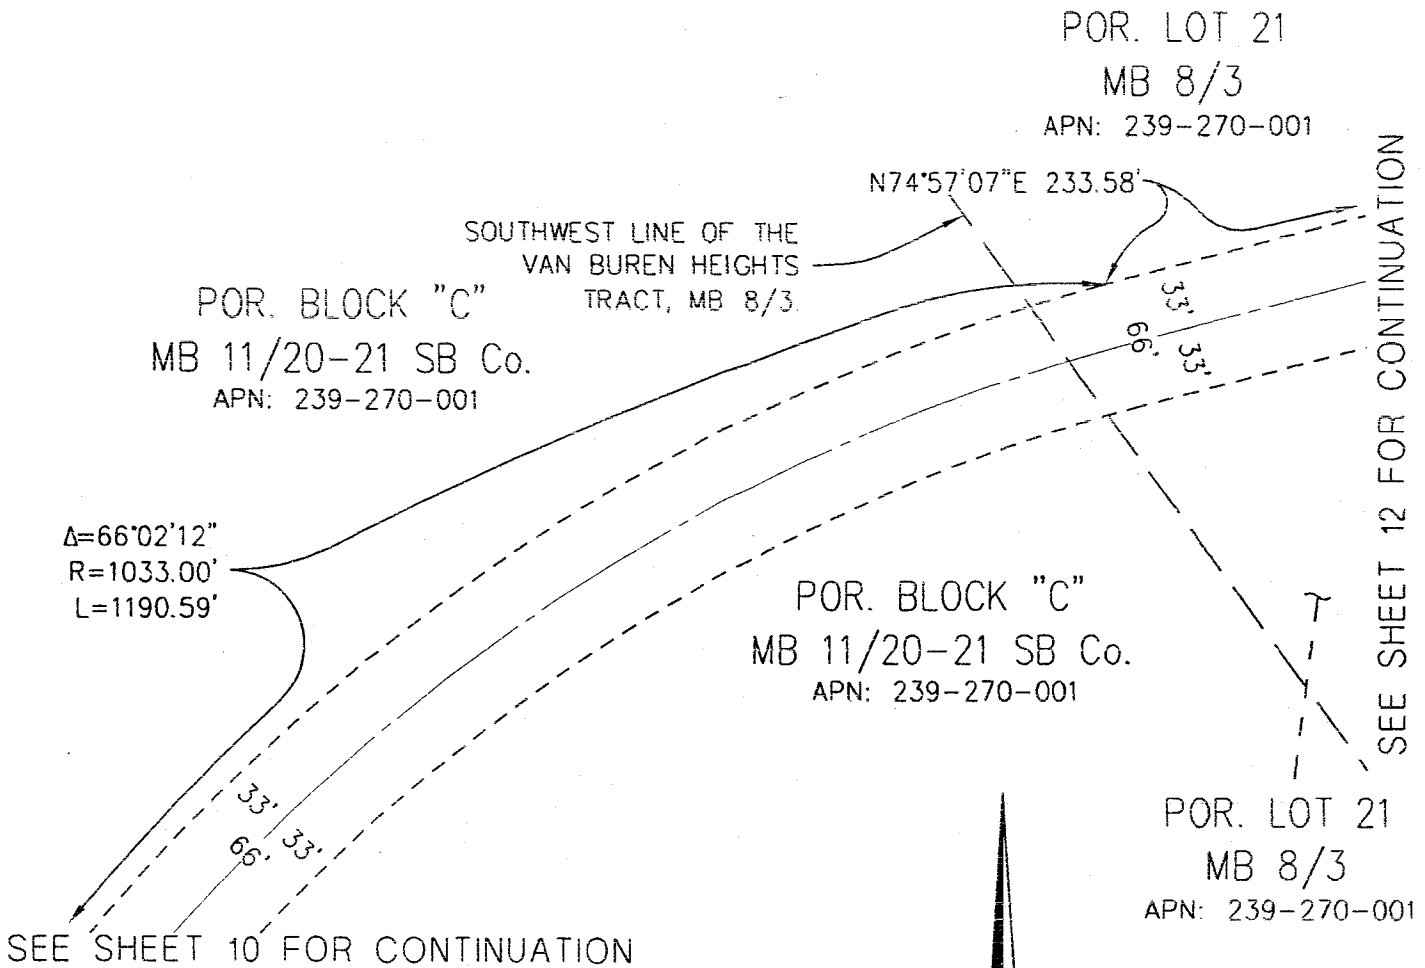 POR. LOT 21
MB 8/3
APN: 239-270-001
N74°57'07"E 233.58'
SOUTHWEST LINE OF THE
VAN BUREN HEIGHTS
TRACT, MB 8/3
POR. BLOCK "C"
MB 11/20-21 SB Co.
APN: 239-270-001
33'
66'
33'
SEE SHEET 12 FOR CONTINUATION
Δ=66°02'12"
R=1033.00'
L=1190.59'
POR. BLOCK "C"
MB 11/20-21 SB Co.
APN: 239-270-001
33'
66'
33'
POR. LOT 21
MB 8/3
APN: 239-270-001
SEE SHEET 10 FOR CONTINUATION